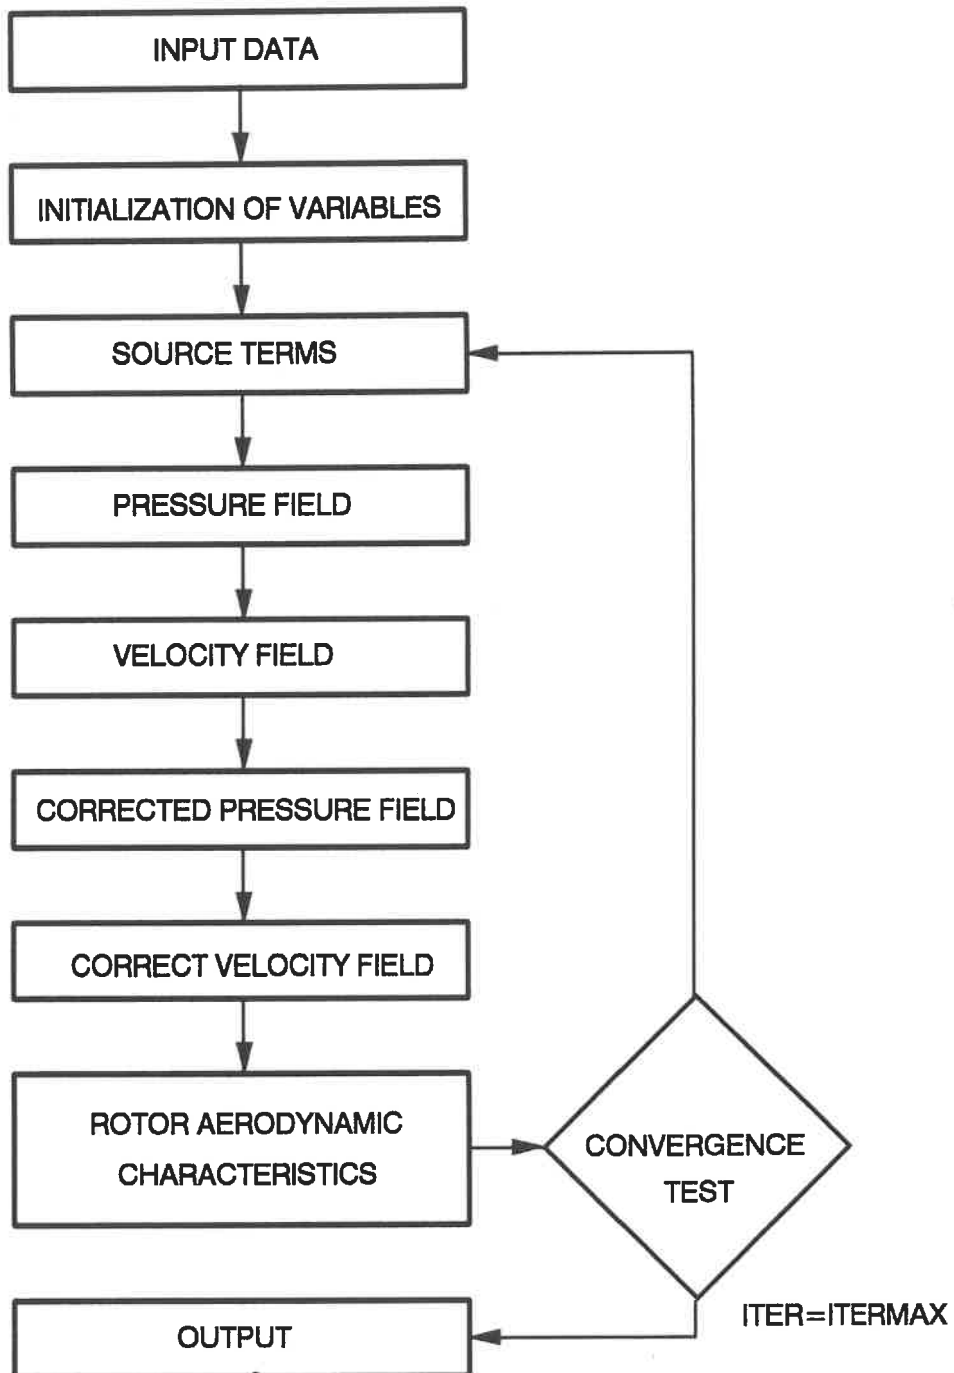 INPUT DATA
INITIALIZATION OF VARIABLES
SOURCE TERMS
PRESSURE FIELD
VELOCITY FIELD
CORRECTED PRESSURE FIELD
CORRECT VELOCITY FIELD
ROTOR AERODYNAMIC
CHARACTERISTICS
CONVERGENCE
TEST
ITER=ITERMAX
OUTPUT